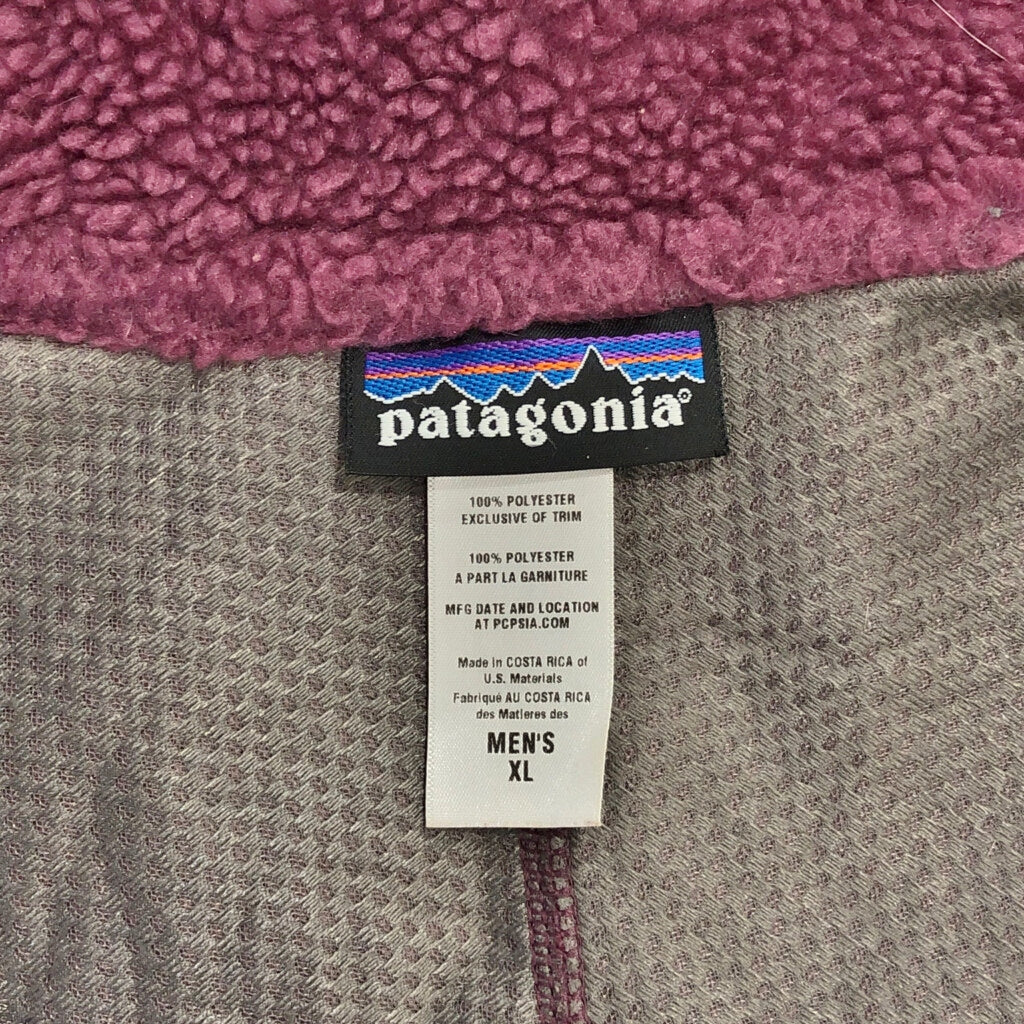 patagonia®
100% POLYESTER
EXCLUSIVE OF TRIM
100% POLYESTER
A PART LA GARNITURE
MFG DATE AND LOCATION
AT PCPSIA.COM
Made in COSTA RICA of
U.S. Materials
Fabriqué AU COSTA RICA
des Matieres des
MEN'S
XL